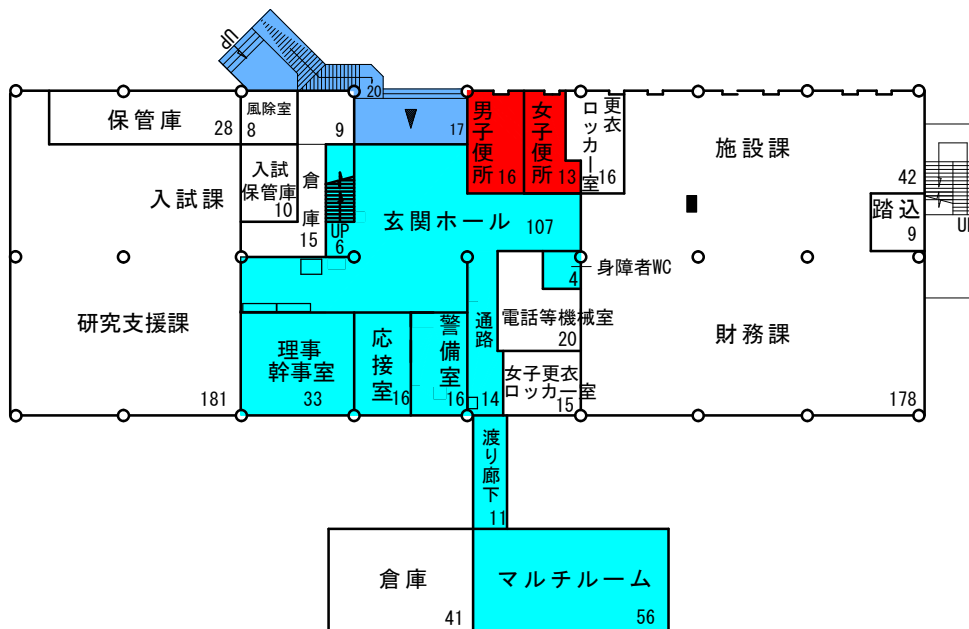 UP
20
保管庫
28
風除室
8
9
17
男子便所
16
女子便所
13
更衣
ロッカー室
16
施設課
42
入試
保管庫
10
倉庫
15
入試課
UP
6
玄関ホール
107
踏込
9
UP
身障者WC
4
研究支援課
181
理事
幹事室
33
応接室
16
警備室
16
通路
14
電話等機械室
20
女子更衣
ロッカー室
15
財務課
178
渡り廊下
11
倉庫
41
マルチルーム
56